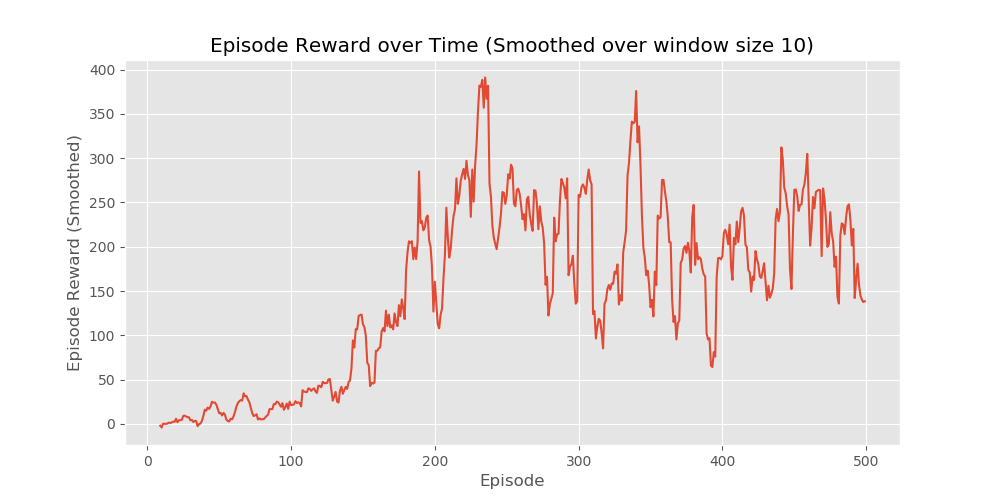 Episode Reward over Time (Smoothed over window size 10)
Episode Reward (Smoothed)
400
350
300
250
200
150
100
50
0
0 100 200 300 400 500
Episode